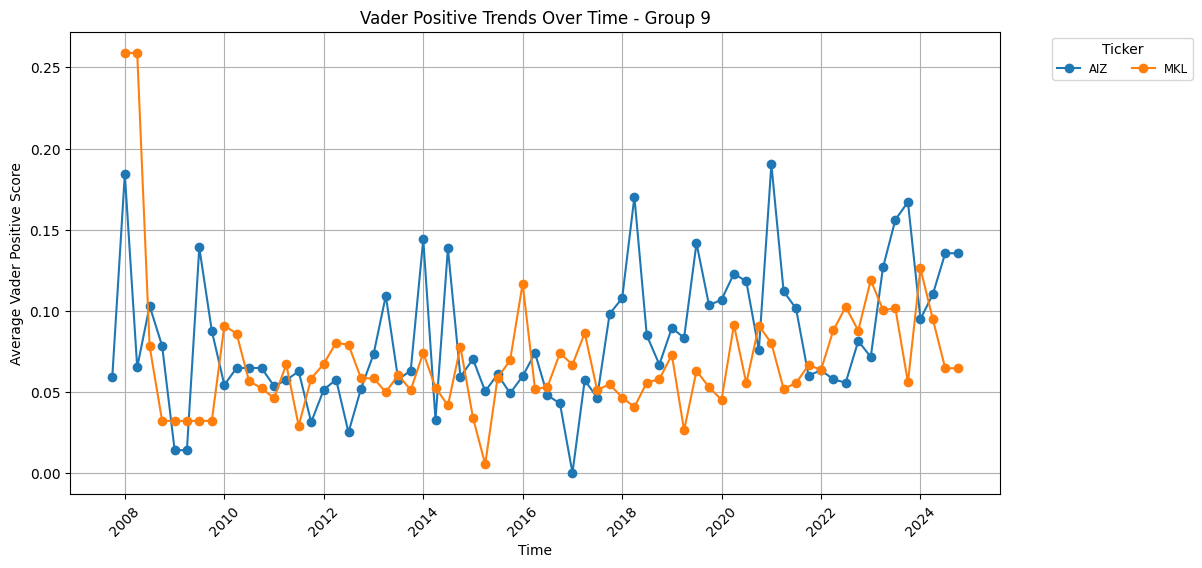 Vader Positive Trends Over Time - Group 9
Ticker
AIZ MKL
Average Vader Positive Score
0.25
0.20
0.15
0.10
0.05
0.00
2008 2010 2012 2014 2016 2018 2020 2022 2024
Time